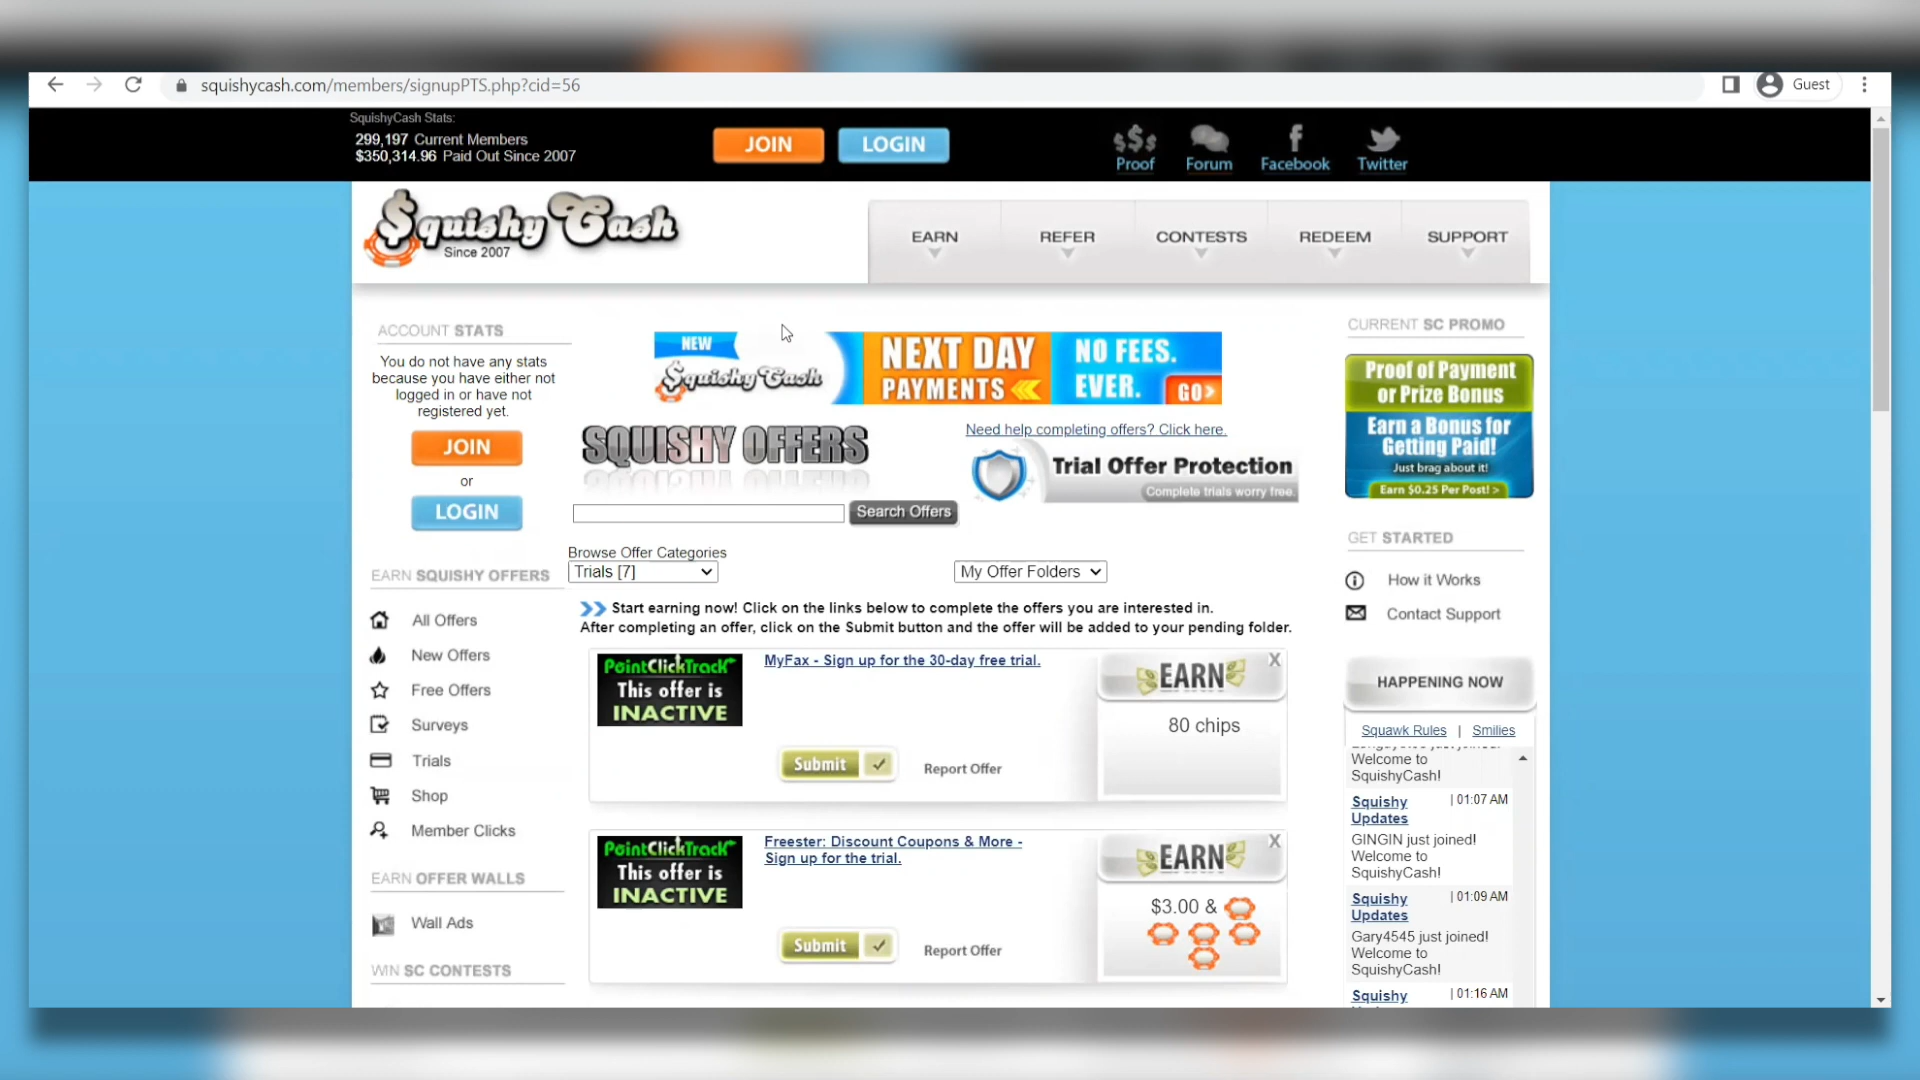 squishycash.com/members/signupPTS.php?cid=56
Guest
SquishyCash Stats:
299,197 Current Members
$350,314.96 Paid Out Since 2007
JOIN
LOGIN
$$$
Proof
Forum
Facebook
Twitter
$quishy Cash
Since 2007
EARN
REFER
CONTESTS
REDEEM
SUPPORT
ACCOUNT STATS
You do not have any stats
because you have either not
logged in or have not
registered yet.
JOIN
or
LOGIN
EARN SQUISHY OFFERS
All Offers
New Offers
Free Offers
Surveys
Trials
Shop
Member Clicks
EARN OFFER WALLS
Wall Ads
WIN SC CONTESTS
NEW
$quishy Cash
NEXT DAY
PAYMENTS
NO FEES.
EVER.
GO>
SQUISHY OFFERS
Need help completing offers? Click here.
Trial Offer Protection
Complete trials worry free.
Search Offers
Browse Offer Categories
Trials [7]
My Offer Folders
Start earning now! Click on the links below to complete the offers you are interested in.
After completing an offer, click on the Submit button and the offer will be added to your pending folder.
PointClickTrack
This offer is
INACTIVE
MyFax - Sign up for the 30-day free trial.
Submit
Report Offer
EARN
X
80 chips
PointClickTrack
This offer is
INACTIVE
Freester: Discount Coupons & More -
Sign up for the trial.
Submit
Report Offer
EARN
X
$3.00 &
CURRENT SC PROMO
Proof of Payment
or Prize Bonus
Earn a Bonus for
Getting Paid!
Just brag about it!
Earn $0.25 Per Post! >
GET STARTED
How it Works
Contact Support
HAPPENING NOW
Squawk Rules | Smilies
just joined!
Welcome to
SquishyCash!
Squishy Updates | 01:07 AM
GINGIN just joined!
Welcome to
SquishyCash!
Squishy Updates | 01:09 AM
Gary4545 just joined!
Welcome to
SquishyCash!
Squishy | 01:16 AM